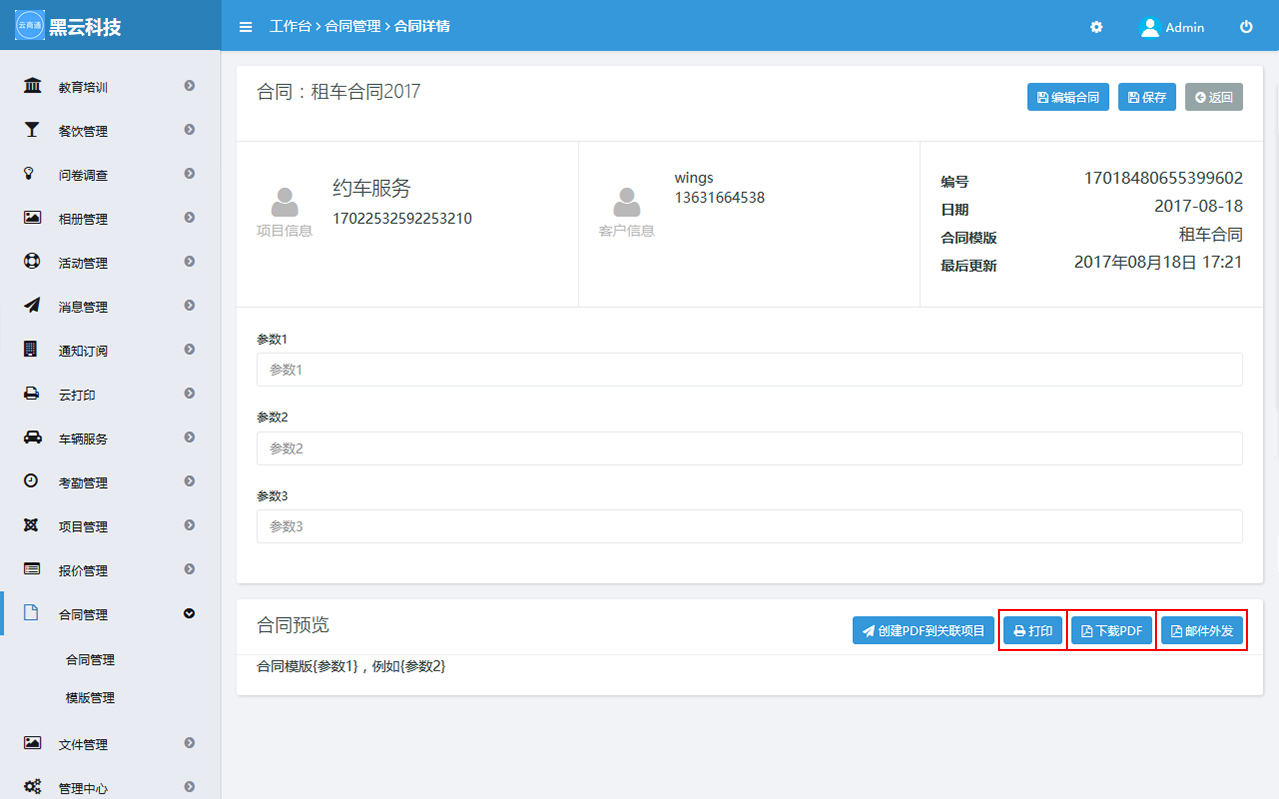 云商通
黑云科技
工作台 > 合同管理 > 合同详情
Admin
教育培训
餐饮管理
问卷调查
相册管理
活动管理
消息管理
通知订阅
云打印
车辆服务
考勤管理
项目管理
报价管理
合同管理
合同管理
模版管理
文件管理
管理中心
合同：租车合同2017
编辑合同
保存
返回
项目信息
约车服务
17022532592253210
客户信息
wings
13631664538
编号 17018480655399602
日期 2017-08-18
合同模版 租车合同
最后更新 2017年08月18日 17:21
参数1
参数1
参数2
参数2
参数3
参数3
合同预览
创建PDF到关联项目
打印
下载PDF
邮件外发
合同模版{参数1}，例如{参数2}